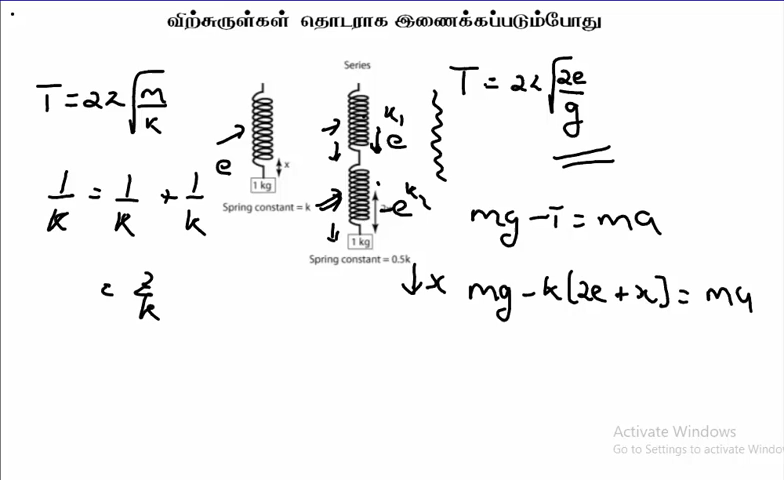 விற்சுருள்கள் தொடராக இணைக்கப்படும்போது
Series
T = 2π√(m/k)
T = 2π√(2e/g)
k₁
e
e
x
1 kg
1/k = 1/k + 1/k
Spring constant = k
e
k₂
mg − T = ma
1 kg
Spring constant = 0.5k
= 2/k
↓x mg − k[2e + x] = ma
Activate Windows
Go to Settings to activate Windo